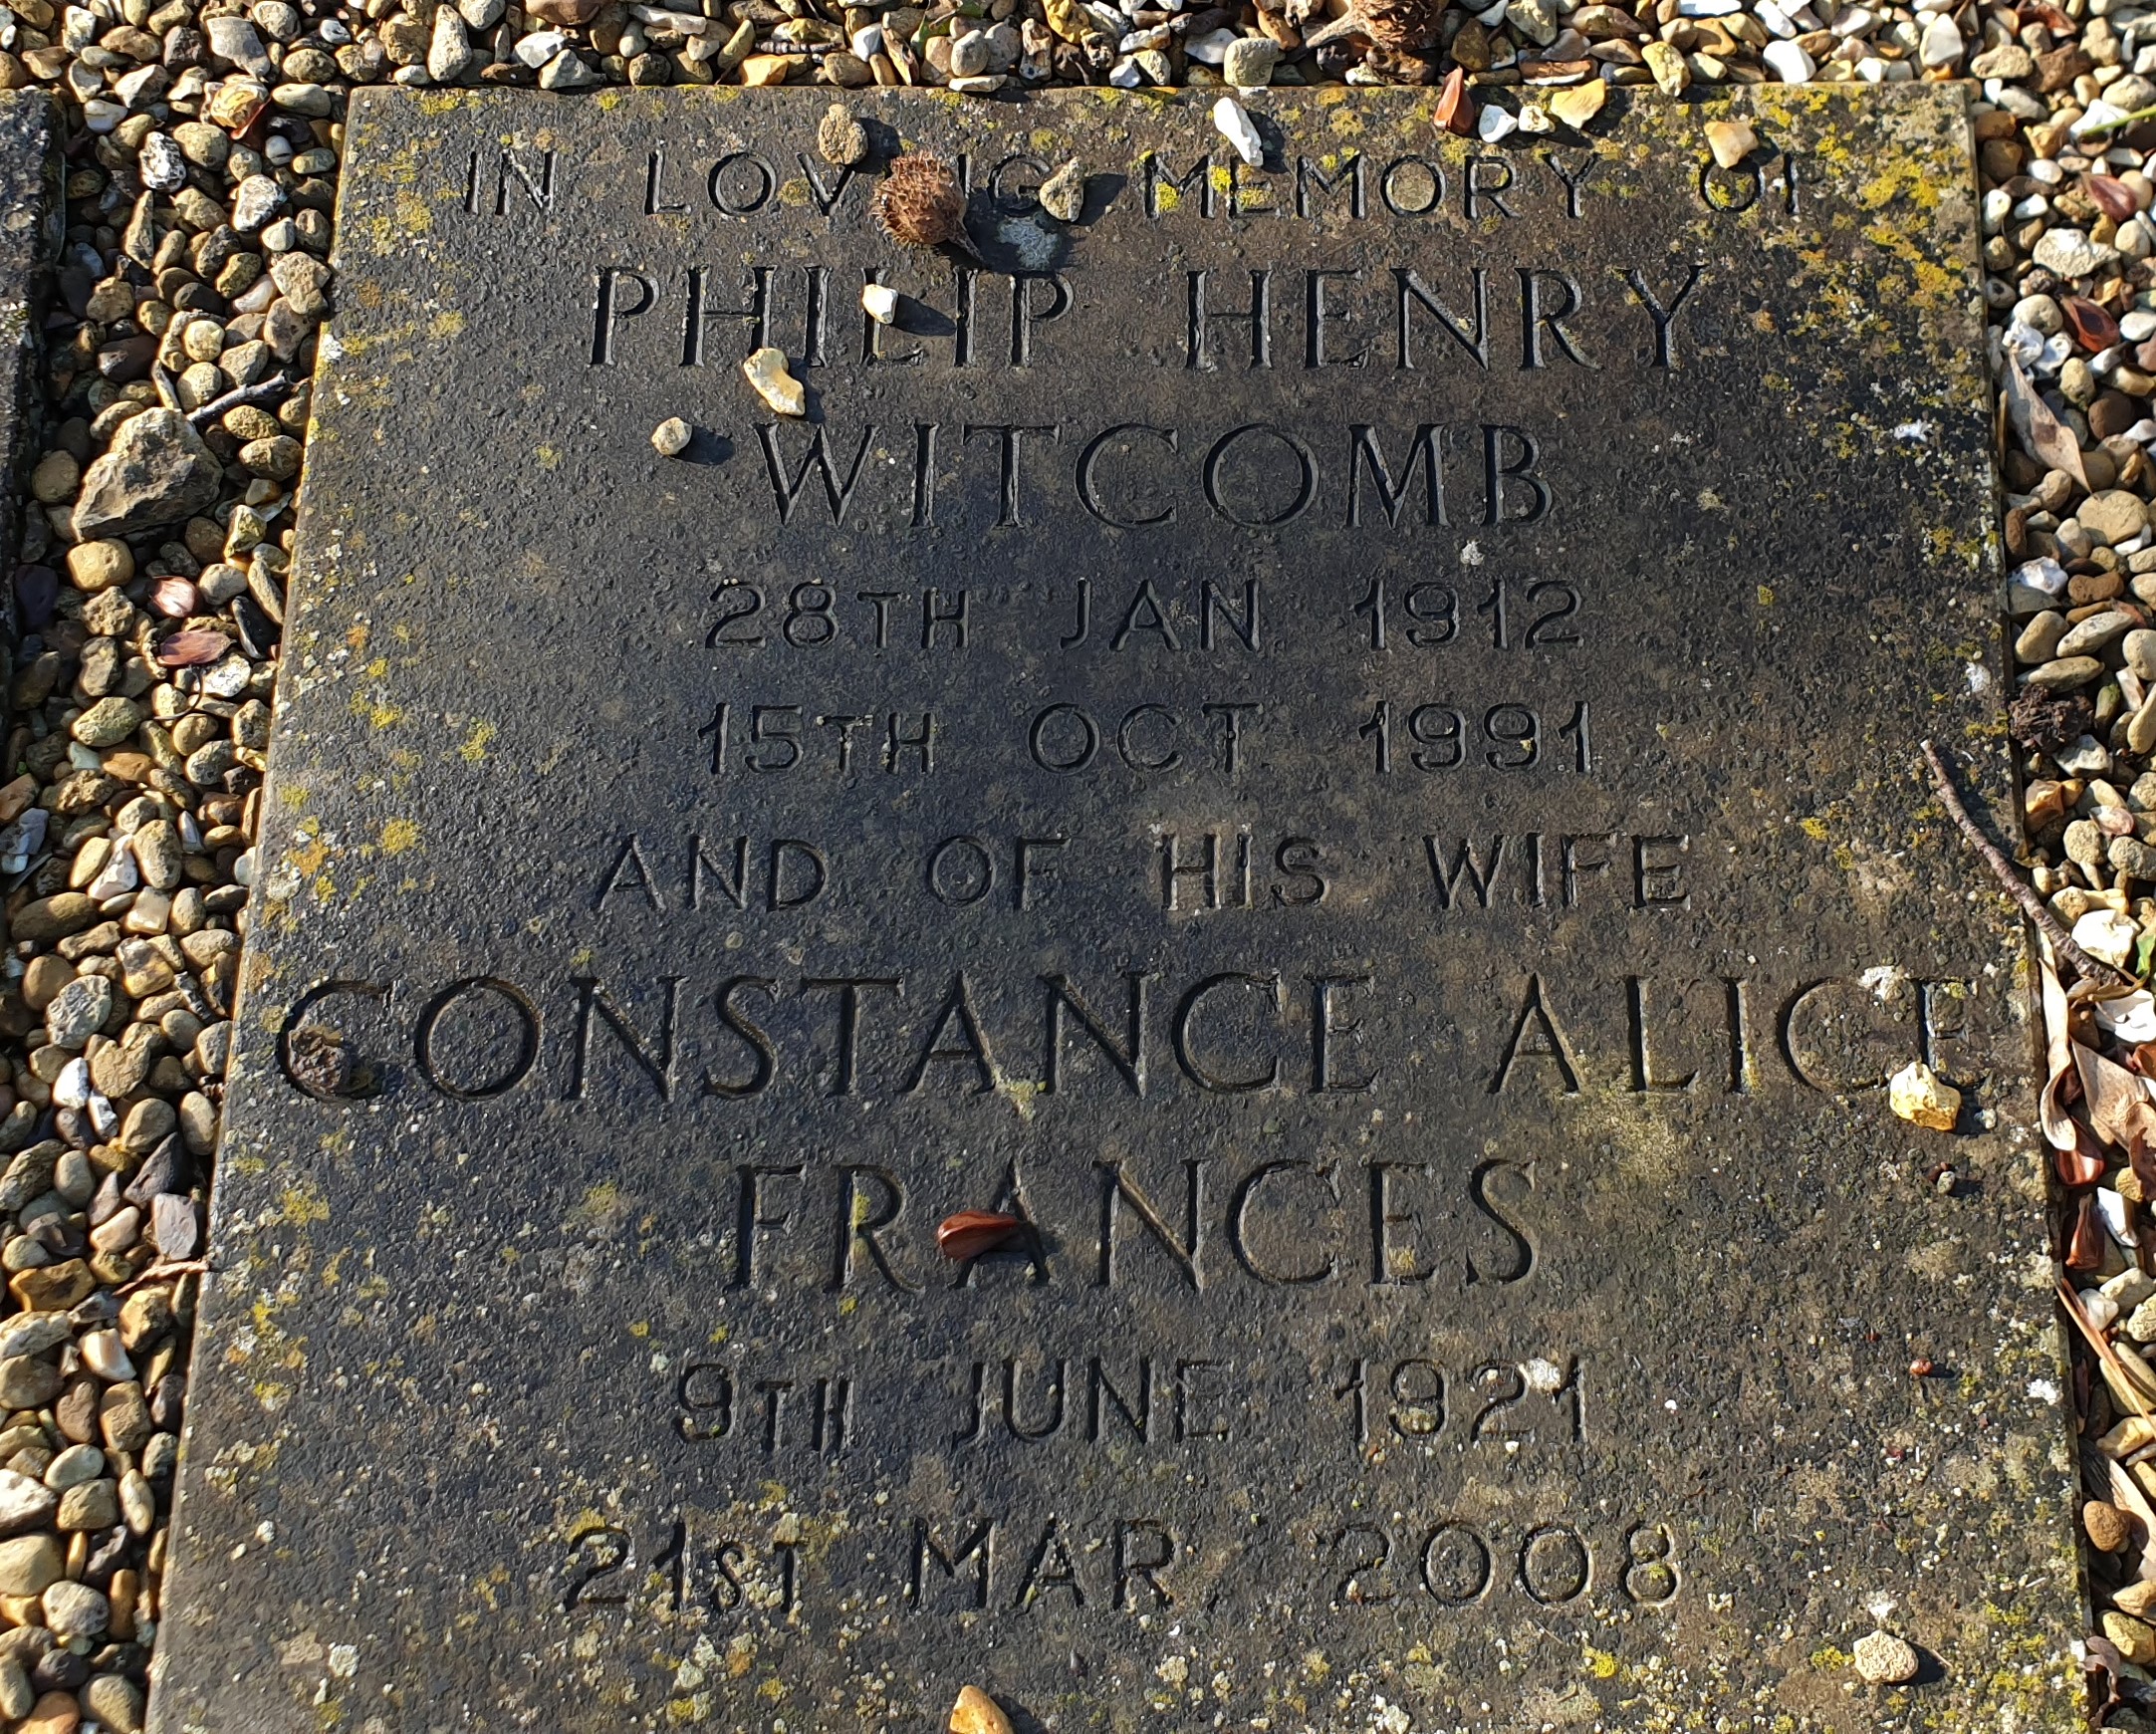 IN LOVING MEMORY OF
PHILIP HENRY
WITCOMB
28TH JAN 1912
15TH OCT 1991
AND OF HIS WIFE
CONSTANCE ALICE
FRANCES
9TH JUNE 1921
21ST MAR 2008